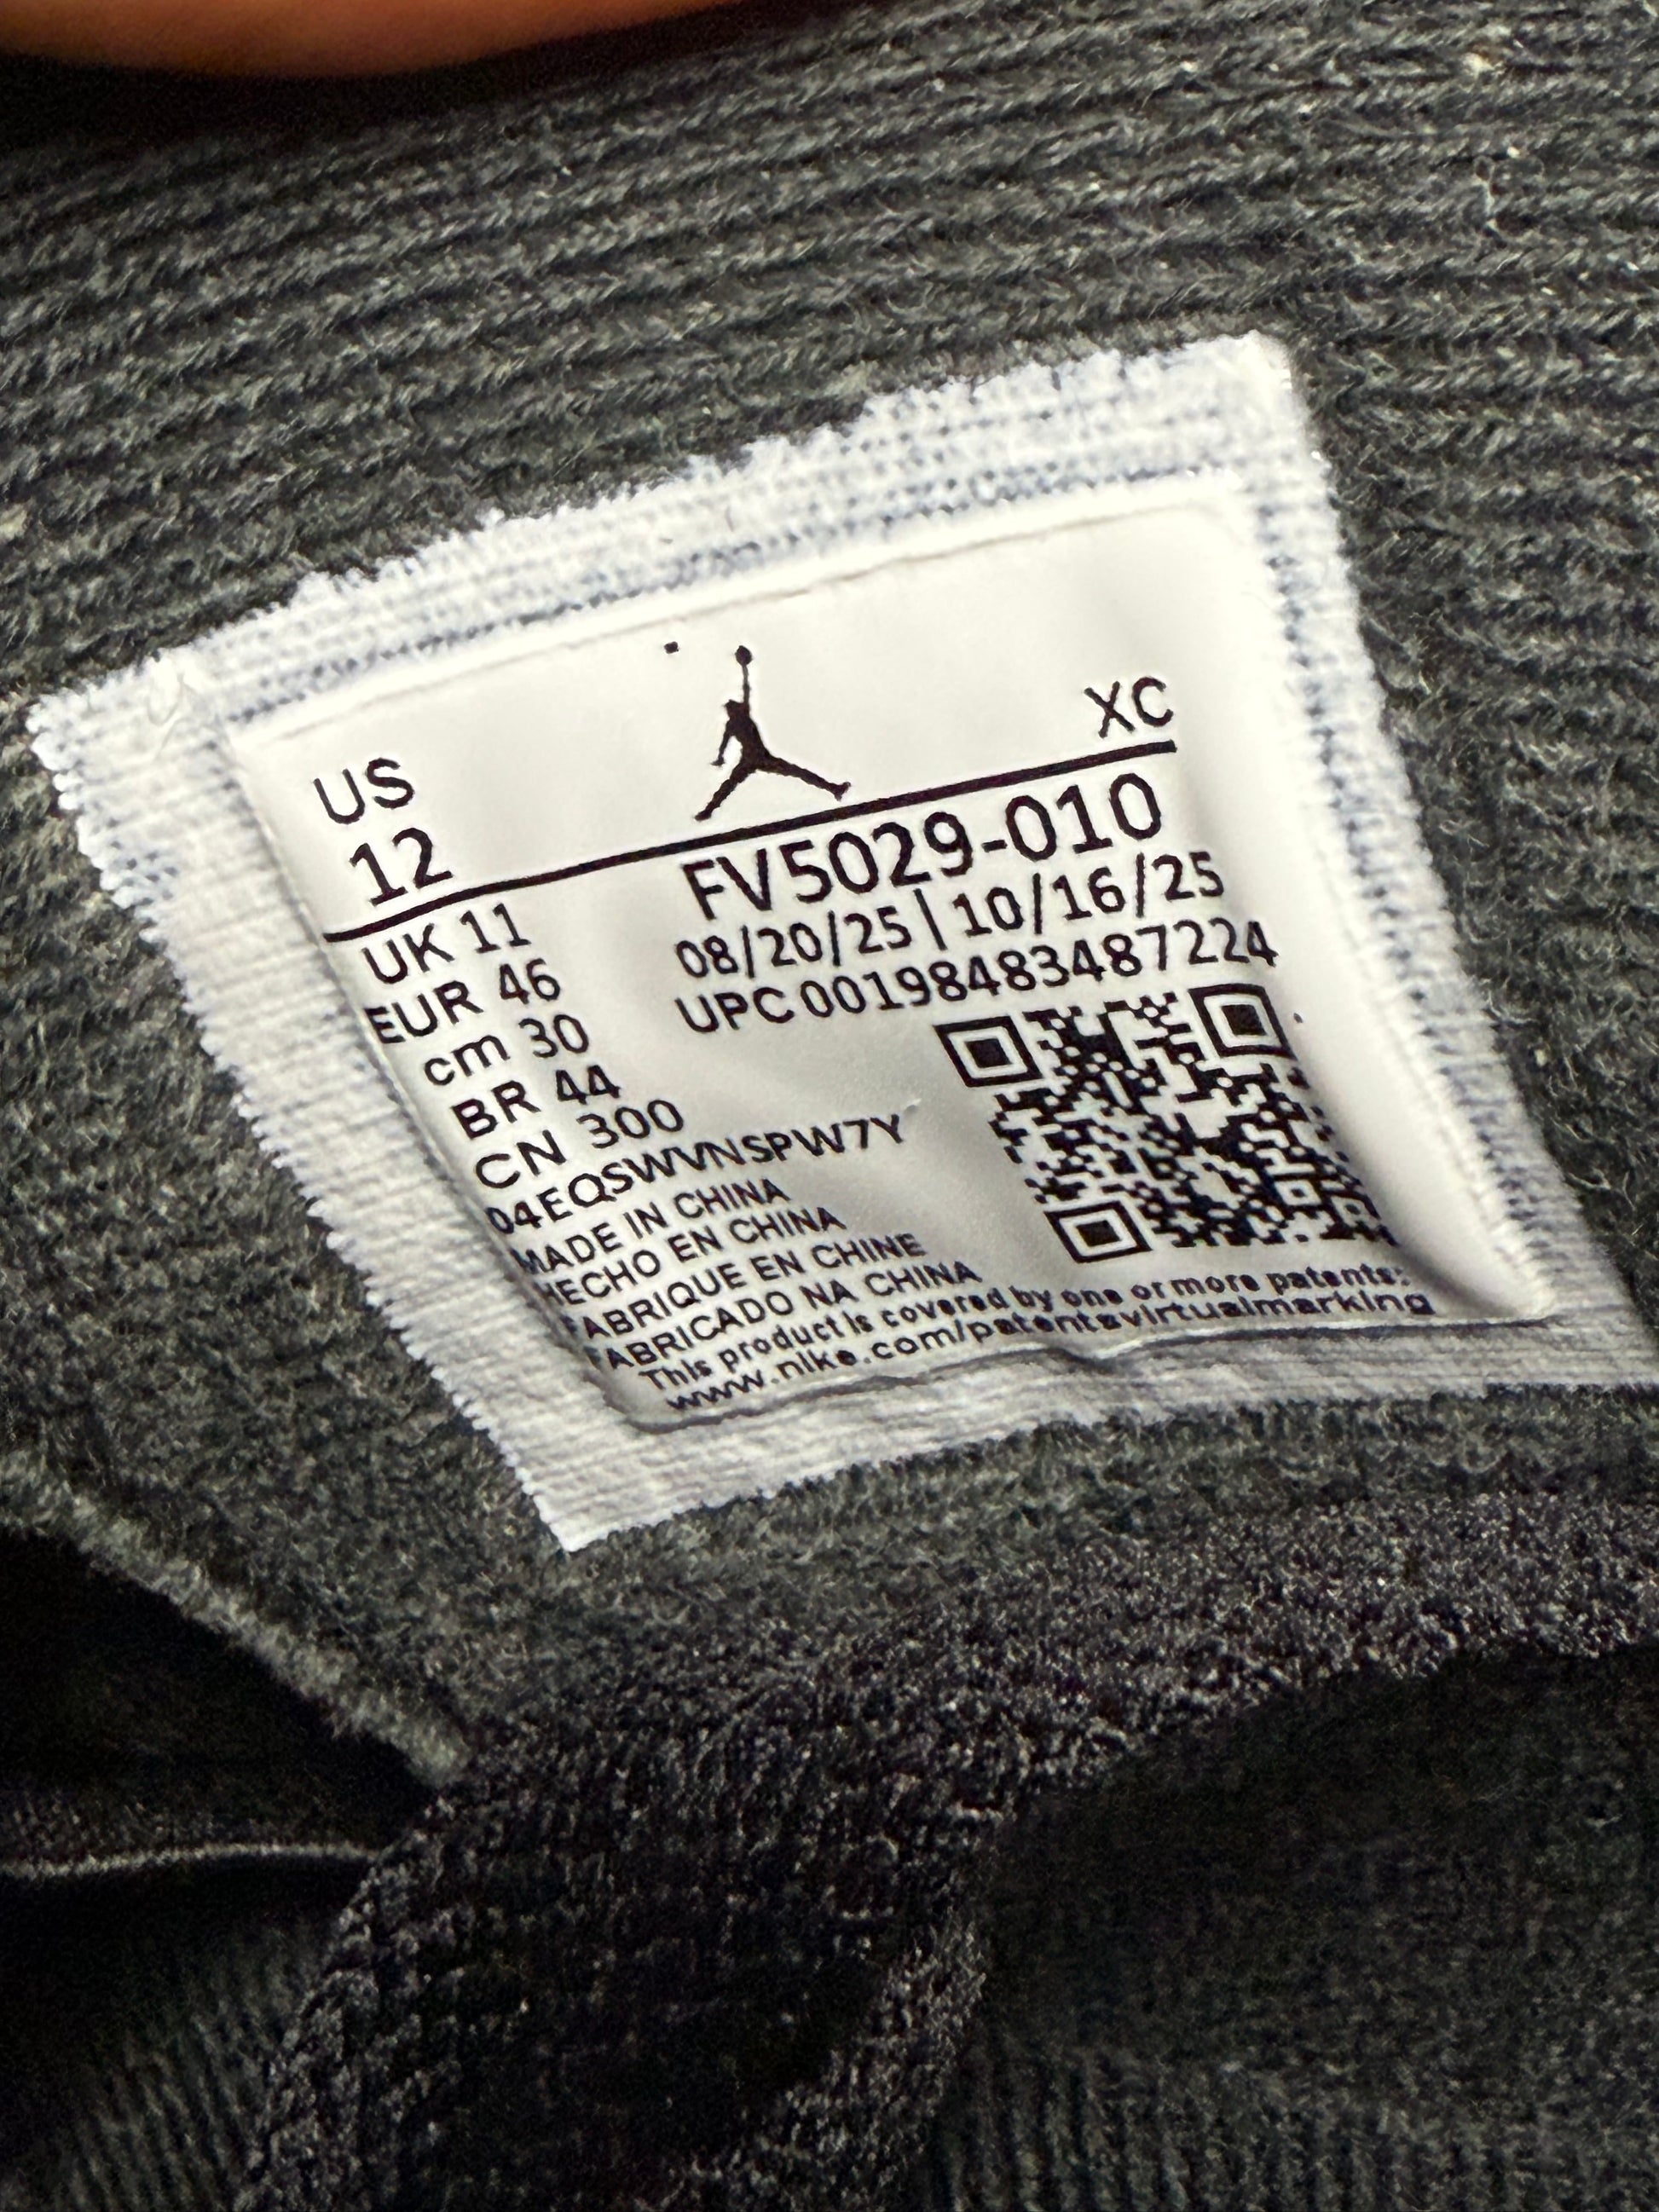 US XC
12
FV5029-010
08/20/25 | 10/16/25
UPC 00198483487224
UK 11
EUR 46
cm 30
BR 44
CN 300
04EQSWVNSPW7Y
MADE IN CHINA
HECHO EN CHINA
FABRIQUE EN CHINE
FABRICADO NA CHINA
This product is covered by one or more patents:
www.nike.com/patentsvirtualmarking